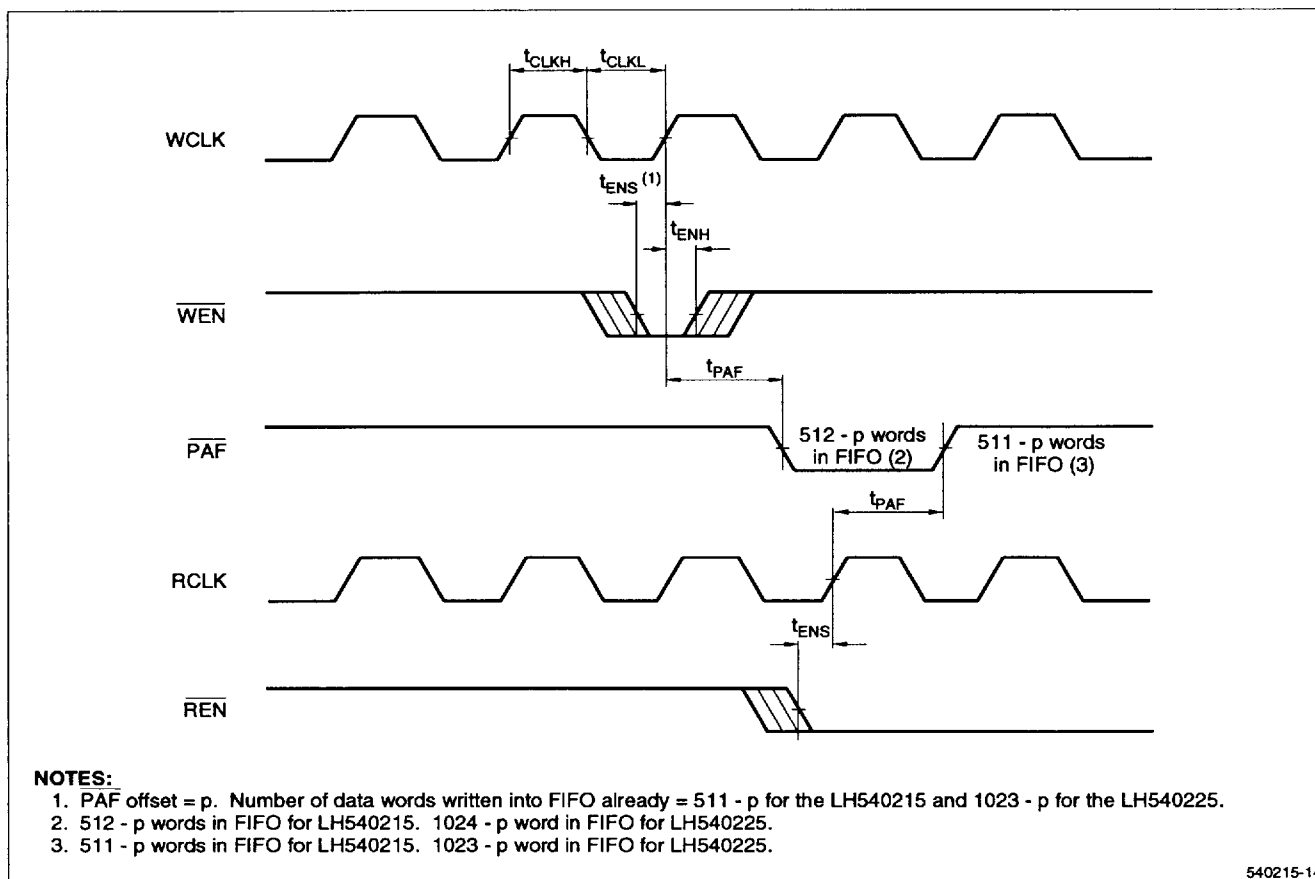 tCLKH tCLKL
WCLK
tENS (1)
tENH
WEN
tPAF
PAF
512 - p words
in FIFO (2)
511 - p words
in FIFO (3)
tPAF
RCLK
tENS
REN
NOTES:
1. PAF offset = p. Number of data words written into FIFO already = 511 - p for the LH540215 and 1023 - p for the LH540225.
2. 512 - p words in FIFO for LH540215. 1024 - p word in FIFO for LH540225.
3. 511 - p words in FIFO for LH540215. 1023 - p word in FIFO for LH540225.